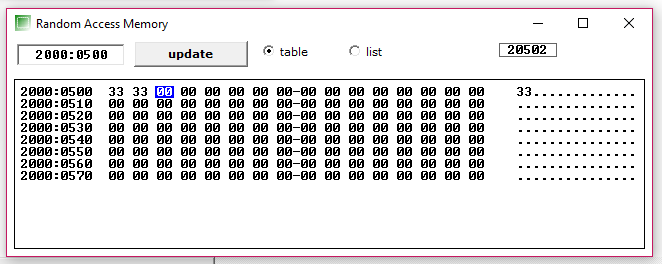 Random Access Memory
2000:0500 update table list 20502
2000:0500 33 33 00 00 00 00 00 00-00 00 00 00 00 00 00 00 33..............
2000:0510 00 00 00 00 00 00 00 00-00 00 00 00 00 00 00 00 ................
2000:0520 00 00 00 00 00 00 00 00-00 00 00 00 00 00 00 00 ................
2000:0530 00 00 00 00 00 00 00 00-00 00 00 00 00 00 00 00 ................
2000:0540 00 00 00 00 00 00 00 00-00 00 00 00 00 00 00 00 ................
2000:0550 00 00 00 00 00 00 00 00-00 00 00 00 00 00 00 00 ................
2000:0560 00 00 00 00 00 00 00 00-00 00 00 00 00 00 00 00 ................
2000:0570 00 00 00 00 00 00 00 00-00 00 00 00 00 00 00 00 ................